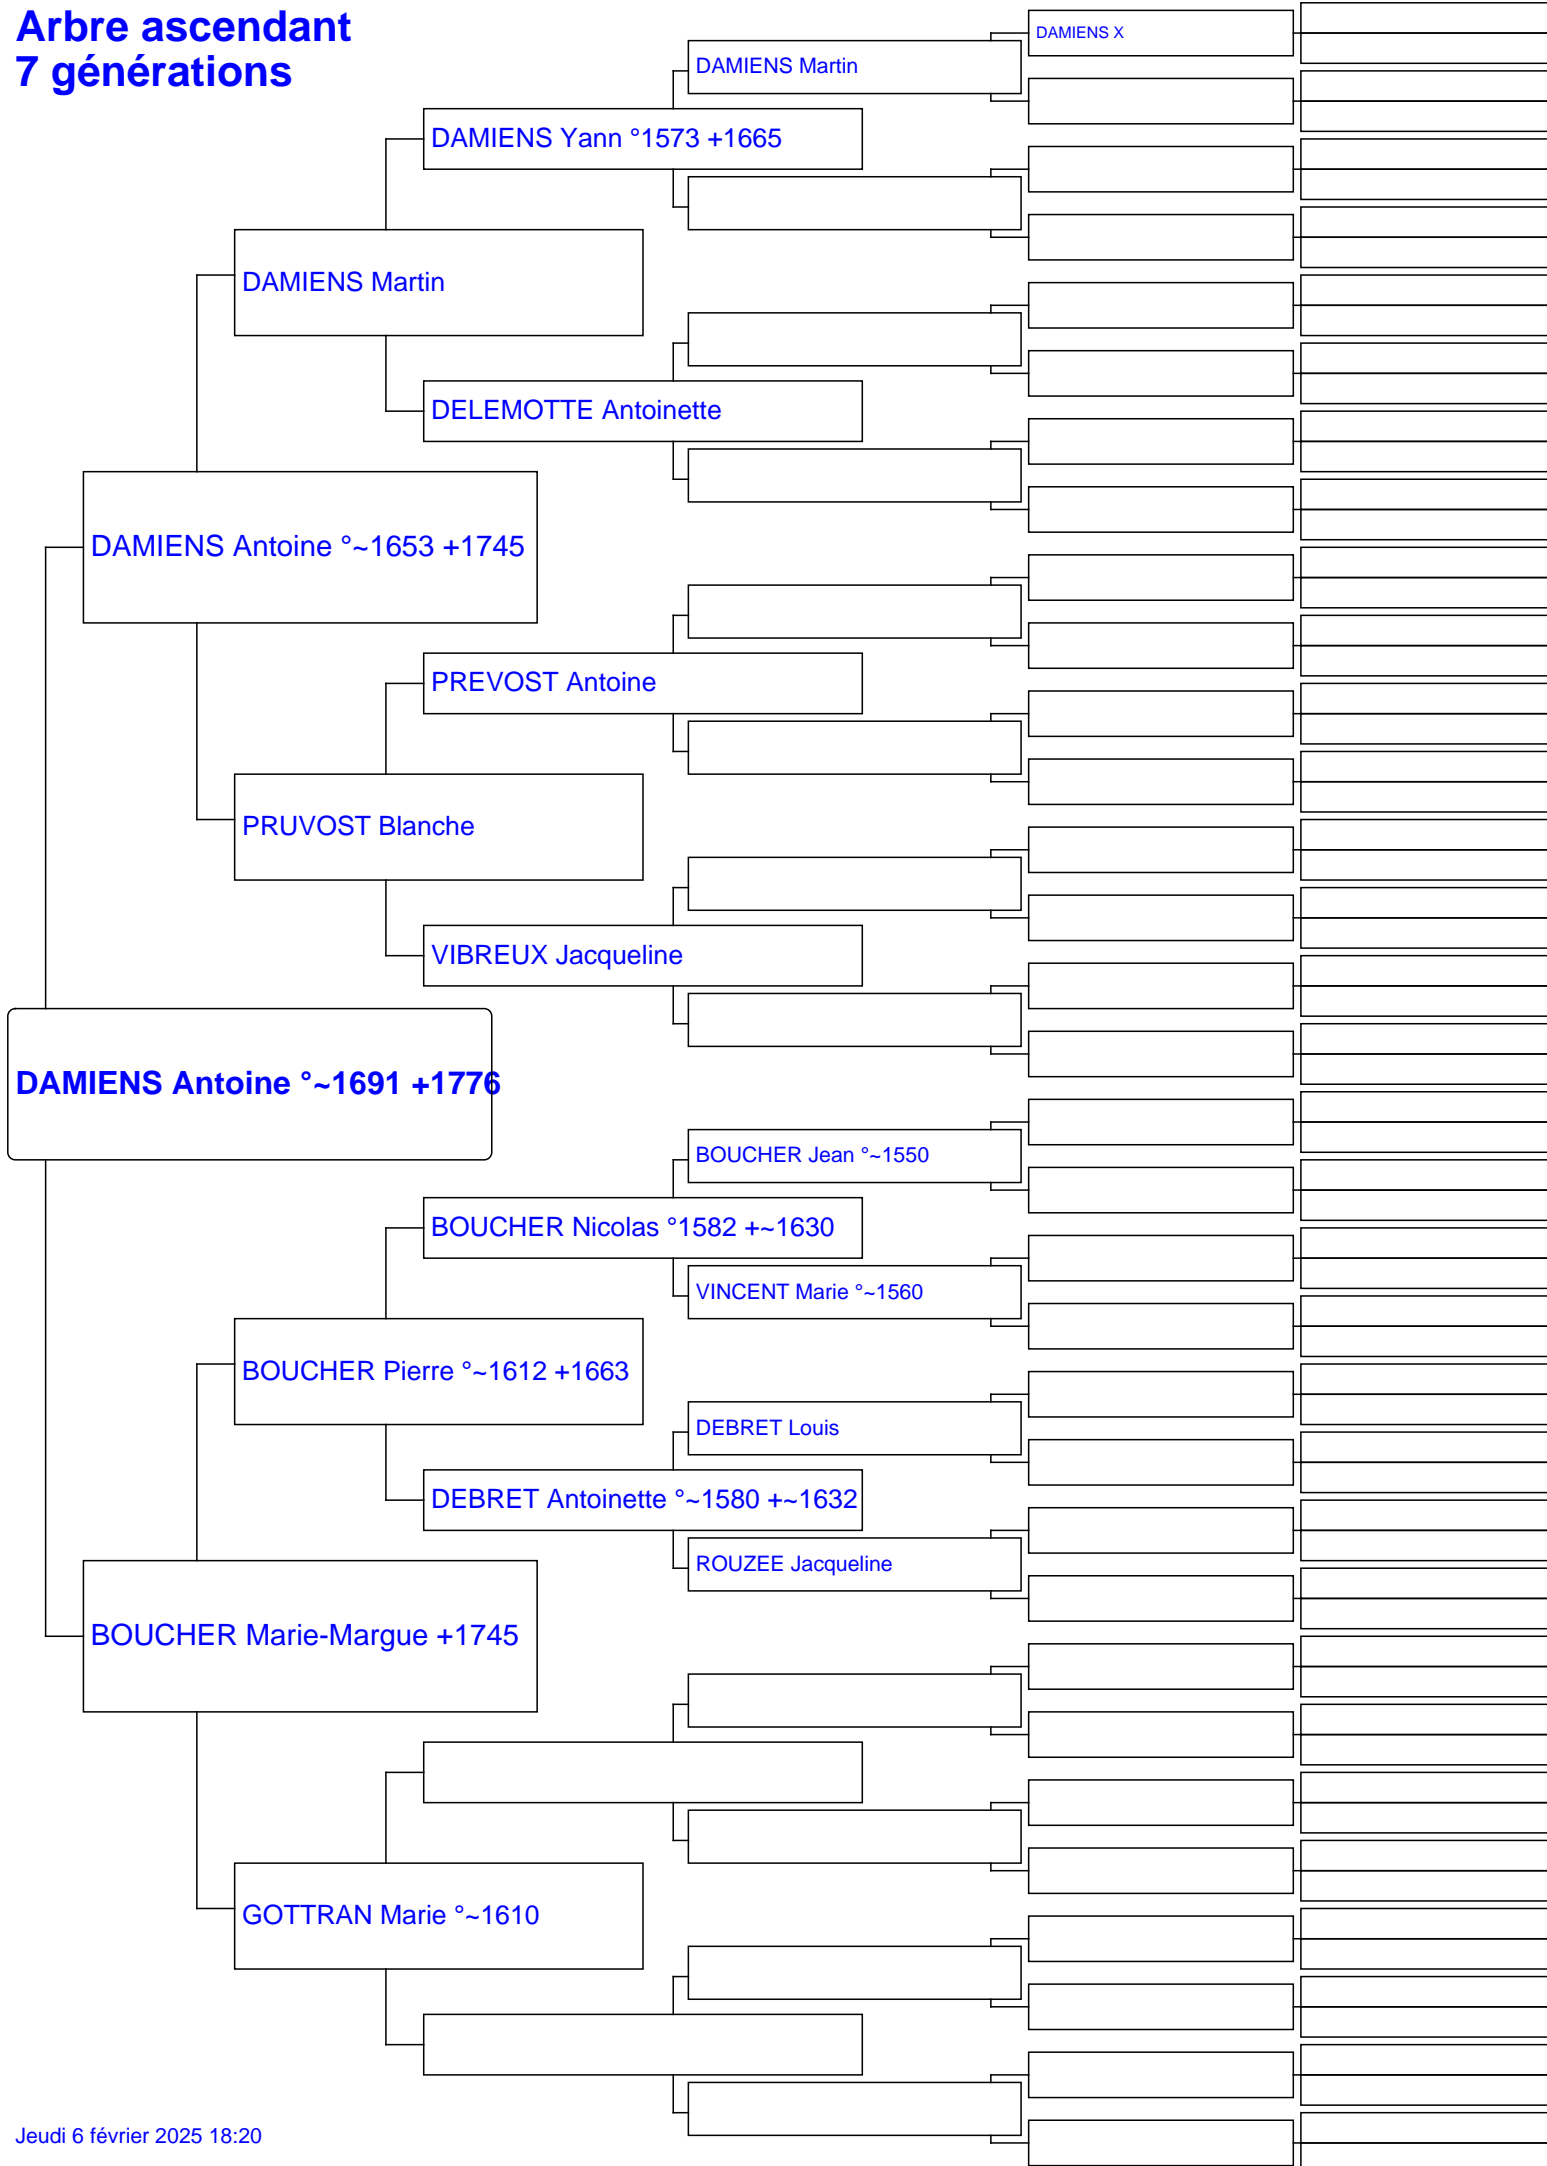 Arbre ascendant
7 générations
DAMIENS X
DAMIENS Martin
DAMIENS Yann °1573 +1665
DAMIENS Martin
DELEMOTTE Antoinette
DAMIENS Antoine °~1653 +1745
PREVOST Antoine
PRUVOST Blanche
VIBREUX Jacqueline
DAMIENS Antoine °~1691 +1776
BOUCHER Jean °~1550
BOUCHER Nicolas °1582 +~1630
VINCENT Marie °~1560
BOUCHER Pierre °~1612 +1663
DEBRET Louis
DEBRET Antoinette °~1580 +~1632
ROUZEE Jacqueline
BOUCHER Marie-Margue +1745
GOTTRAN Marie °~1610
Jeudi 6 février 2025 18:20